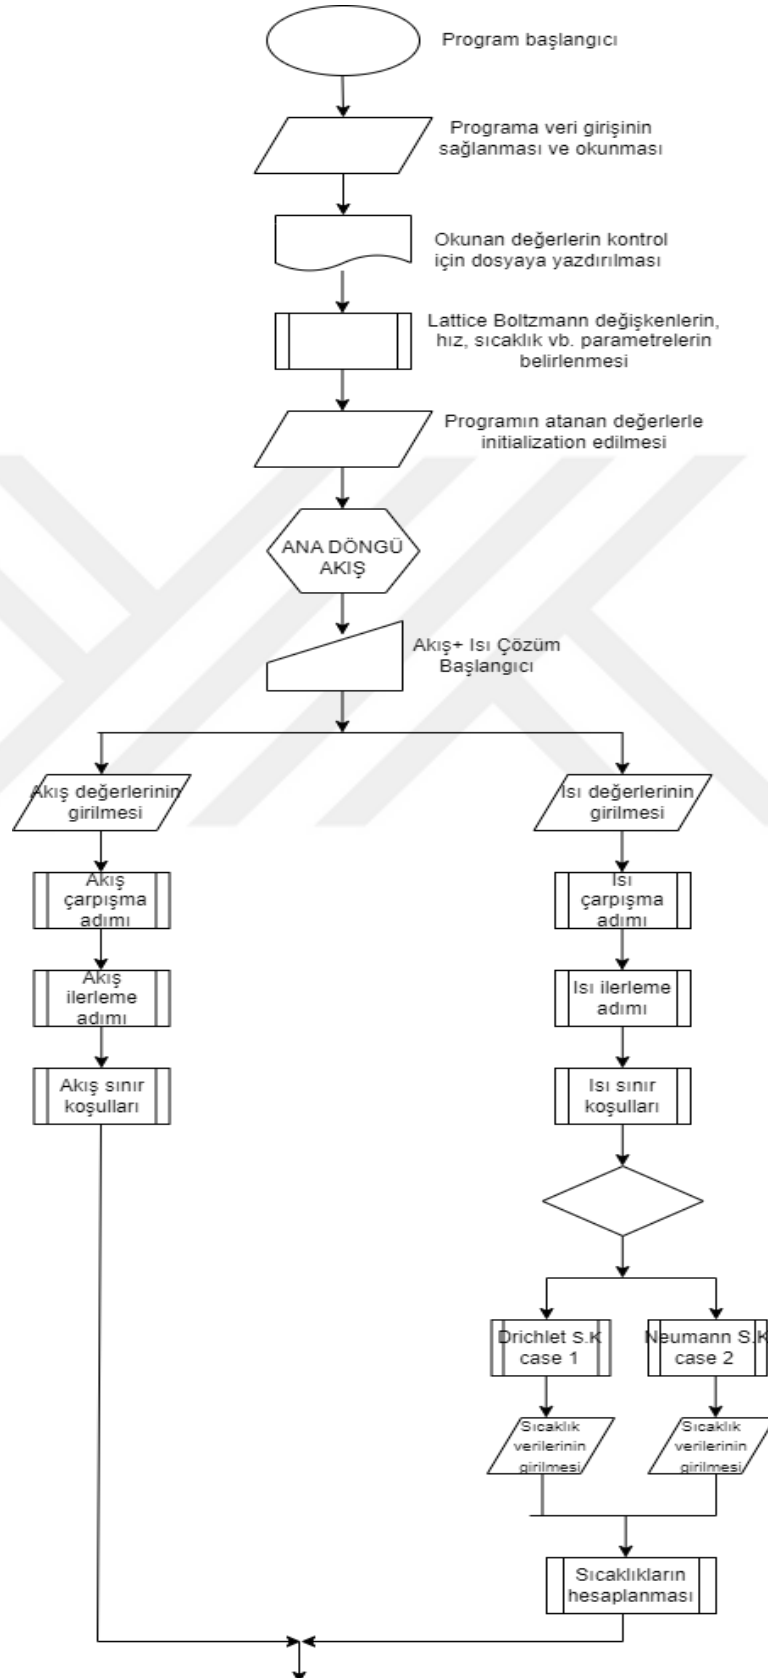 Program başlangıcı
Programa veri girişinin
sağlanması ve okunması
Okunan değerlerin kontrol
için dosyaya yazdırılması
Lattice Boltzmann değişkenlerin,
hız, sıcaklık vb. parametrelerin
belirlenmesi
Programın atanan değerlerle
initialization edilmesi
ANA DÖNGÜ
AKIŞ
Akış+ Isı Çözüm
Başlangıcı
Akış değerlerinin
girilmesi
Isı değerlerinin
girilmesi
Akış
çarpışma
adımı
Isı
çarpışma
adımı
Akış
ilerleme
adımı
Isı ilerleme
adımı
Akış sınır
koşulları
Isı sınır
koşulları
Drichlet S.K
case 1
Neumann S.K
case 2
Sıcaklık
verilerinin
girilmesi
Sıcaklık
verilerinin
girilmesi
Sıcaklıkların
hesaplanması